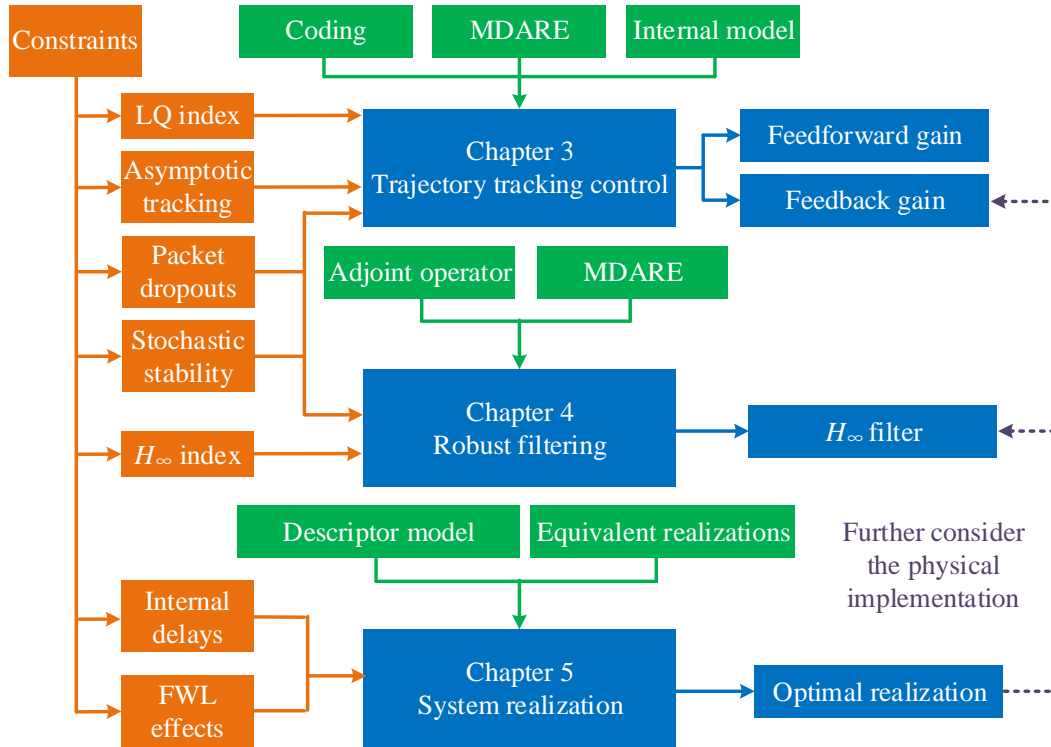 Constraints
Coding
MDARE
Internal model
LQ index
Asymptotic
tracking
Packet
dropouts
Stochastic
stability
H∞ index
Internal
delays
FWL
effects
Chapter 3
Trajectory tracking control
Feedforward gain
Feedback gain
Adjoint operator
MDARE
Chapter 4
Robust filtering
H∞ filter
Descriptor model
Equivalent realizations
Further consider
the physical
implementation
Chapter 5
System realization
Optimal realization